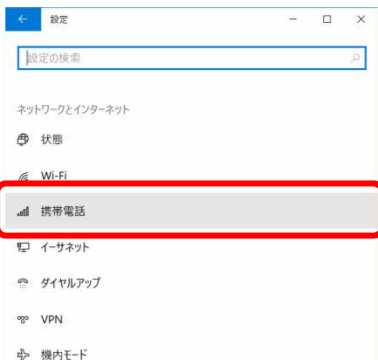 設定
設定の検索
ネットワークとインターネット
状態
Wi-Fi
携帯電話
イーサネット
ダイヤルアップ
VPN
機内モード